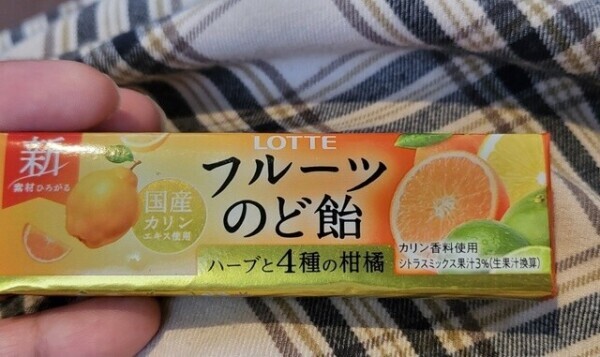 LOTTE
新
素材ひろがる
フルーツ
のど飴
国産
カリン
エキス使用
ハーブと4種の柑橘
カリン香料使用
シトラスミックス果汁3%(生果汁換算)